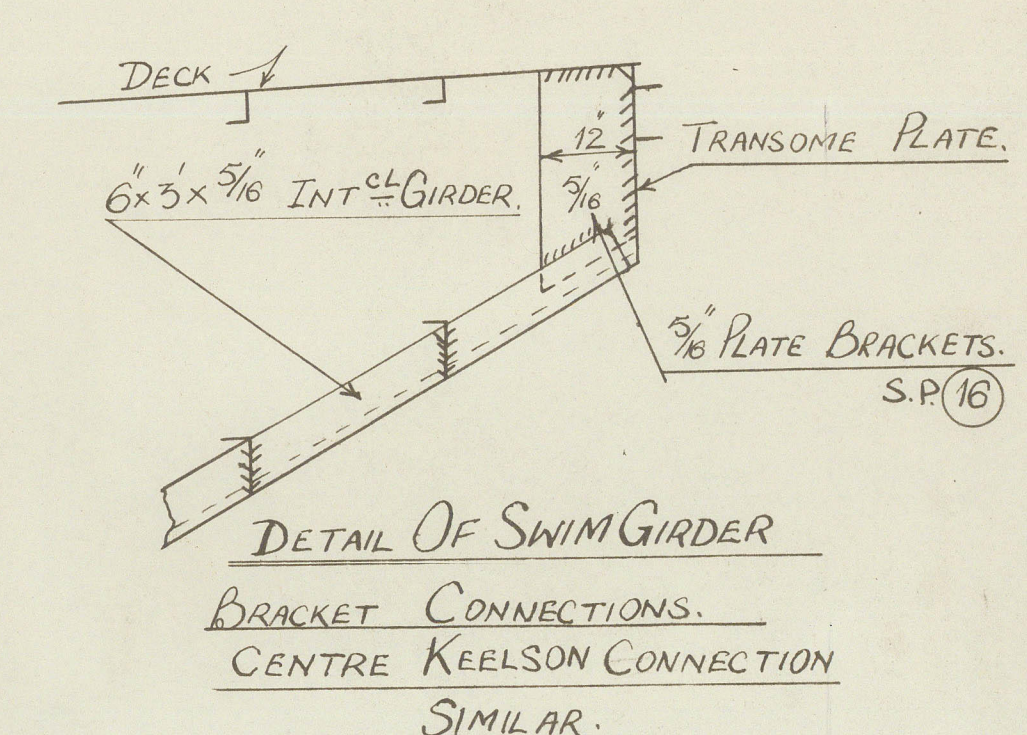 DECK
12"
TRANSOME PLATE.
6" x 3' x 5/16" INT CL GIRDER.
5/16"
5/16" PLATE BRACKETS.
S.P. 16
DETAIL OF SWIM GIRDER
BRACKET CONNECTIONS.
CENTRE KEELSON CONNECTION
SIMILAR.